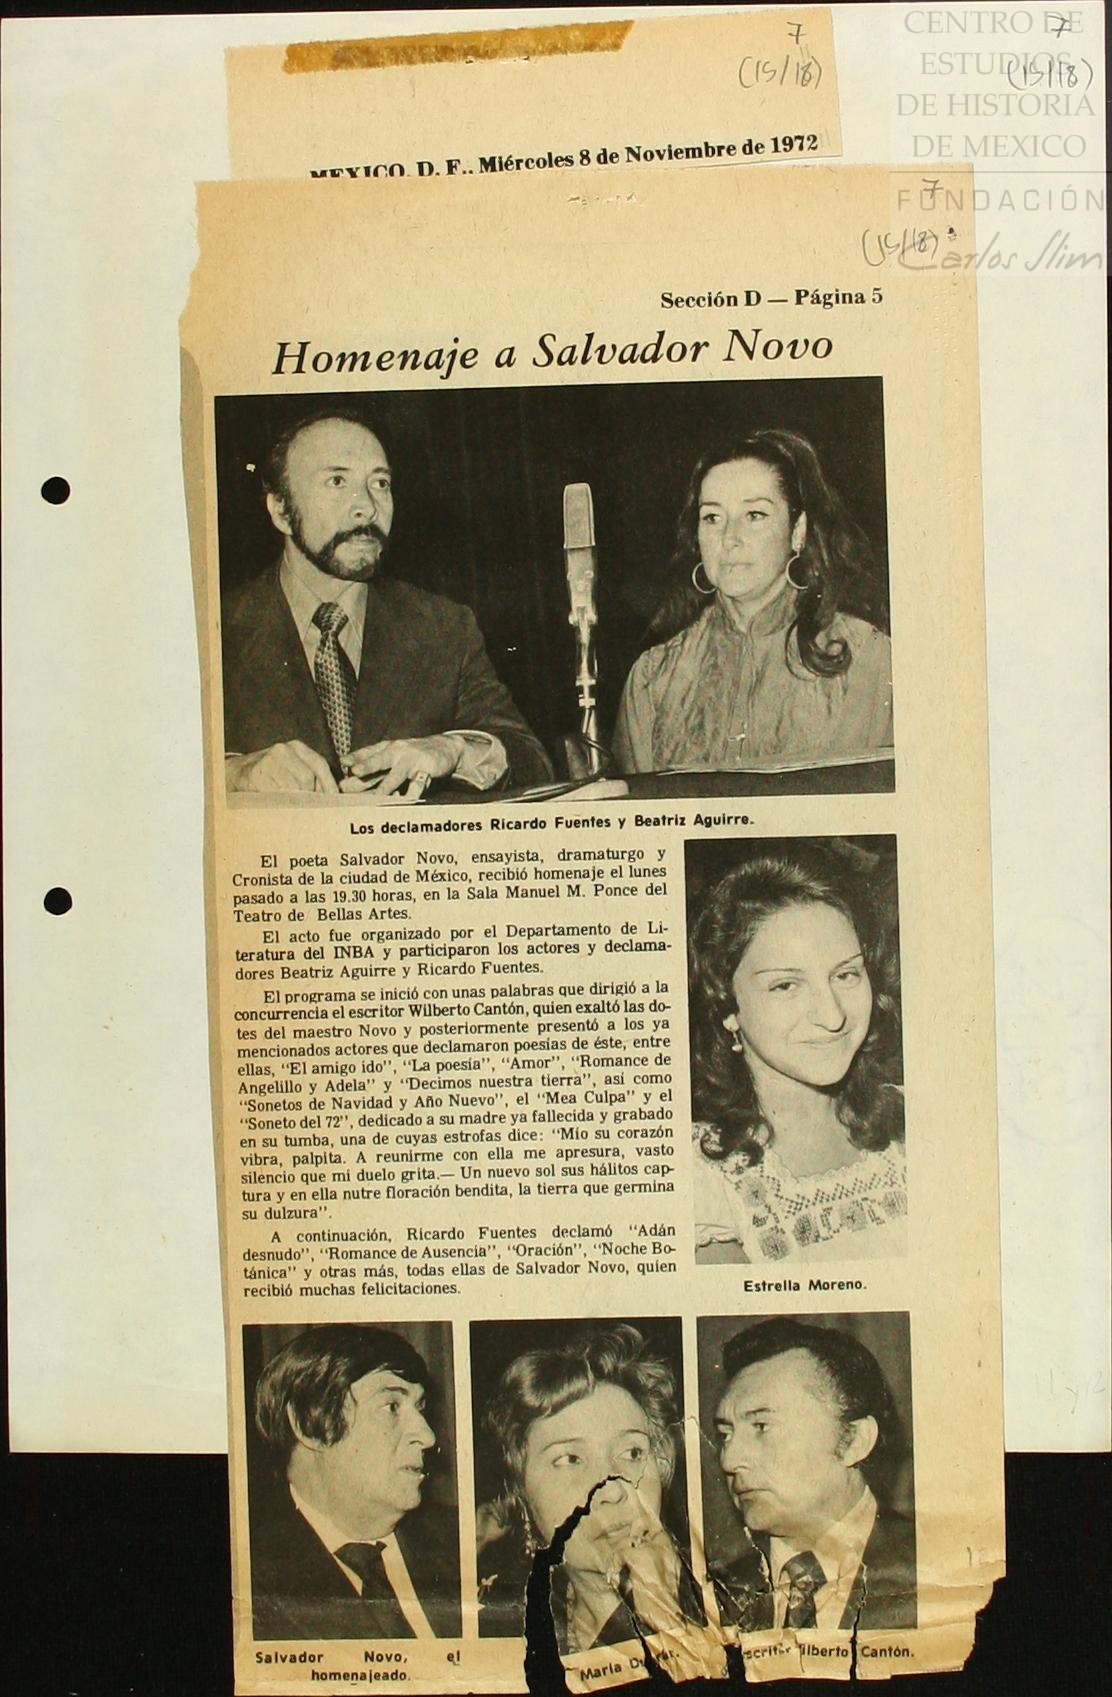 CENTRO DE
ESTUDIOS
DE HISTORIA
DE MEXICO
FUNDACIÓN
Carlos Slim
7
(15/18)
7
(15/18)
MEXICO, D. F., Miércoles 8 de Noviembre de 1972
7
(15/18)
Sección D — Página 5
Homenaje a Salvador Novo
Los declamadores Ricardo Fuentes y Beatriz Aguirre.
El poeta Salvador Novo, ensayista, dramaturgo y
Cronista de la ciudad de México, recibió homenaje el lunes
pasado a las 19.30 horas, en la Sala Manuel M. Ponce del
Teatro de Bellas Artes.
El acto fue organizado por el Departamento de Li-
teratura del INBA y participaron los actores y declama-
dores Beatriz Aguirre y Ricardo Fuentes.
El programa se inició con unas palabras que dirigió a la
concurrencia el escritor Wilberto Cantón, quien exaltó las do-
tes del maestro Novo y posteriormente presentó a los ya
mencionados actores que declamaron poesías de éste, entre
ellas, "El amigo ido", "La poesía", "Amor", "Romance de
Angelillo y Adela" y "Decimos nuestra tierra", así como
"Sonetos de Navidad y Año Nuevo", el "Mea Culpa" y el
"Soneto del 72", dedicado a su madre ya fallecida y grabado
en su tumba, una de cuyas estrofas dice: "Mío su corazón
vibra, palpita. A reunirme con ella me apresura, vasto
silencio que mi duelo grita.— Un nuevo sol sus hálitos cap-
tura y en ella nutre floración bendita, la tierra que germina
su dulzura".
A continuación, Ricardo Fuentes declamó "Adán
desnudo", "Romance de Ausencia", "Oración", "Noche Bo-
tánica" y otras más, todas ellas de Salvador Novo, quien
recibió muchas felicitaciones.
Estrella Moreno.
Salvador Novo, el
homenajeado.
María
Cantón.